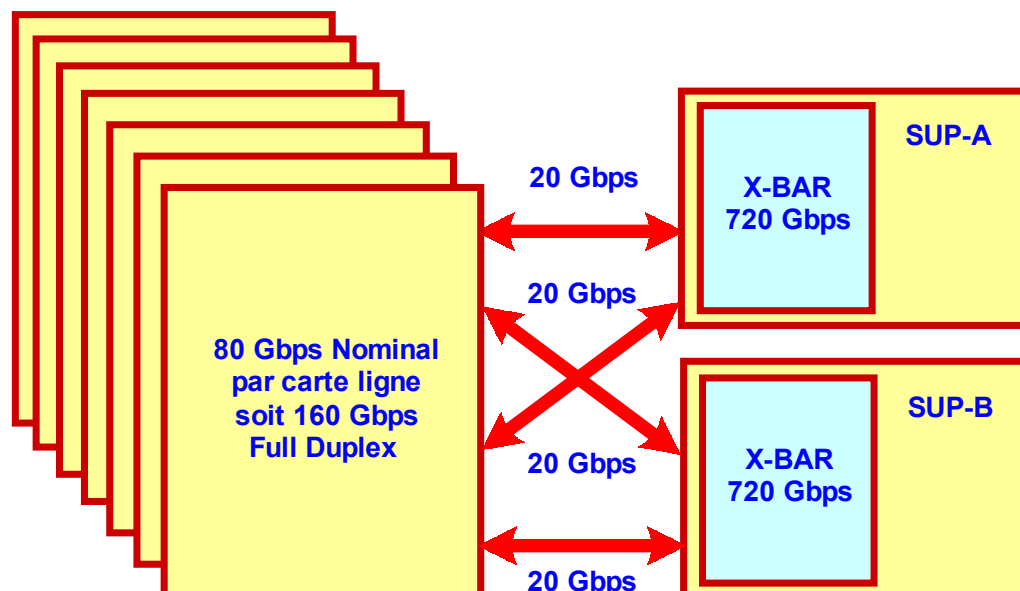 SUP-A
20 Gbps
X-BAR
720 Gbps
20 Gbps
80 Gbps Nominal
par carte ligne
soit 160 Gbps
Full Duplex
SUP-B
20 Gbps
X-BAR
720 Gbps
20 Gbps